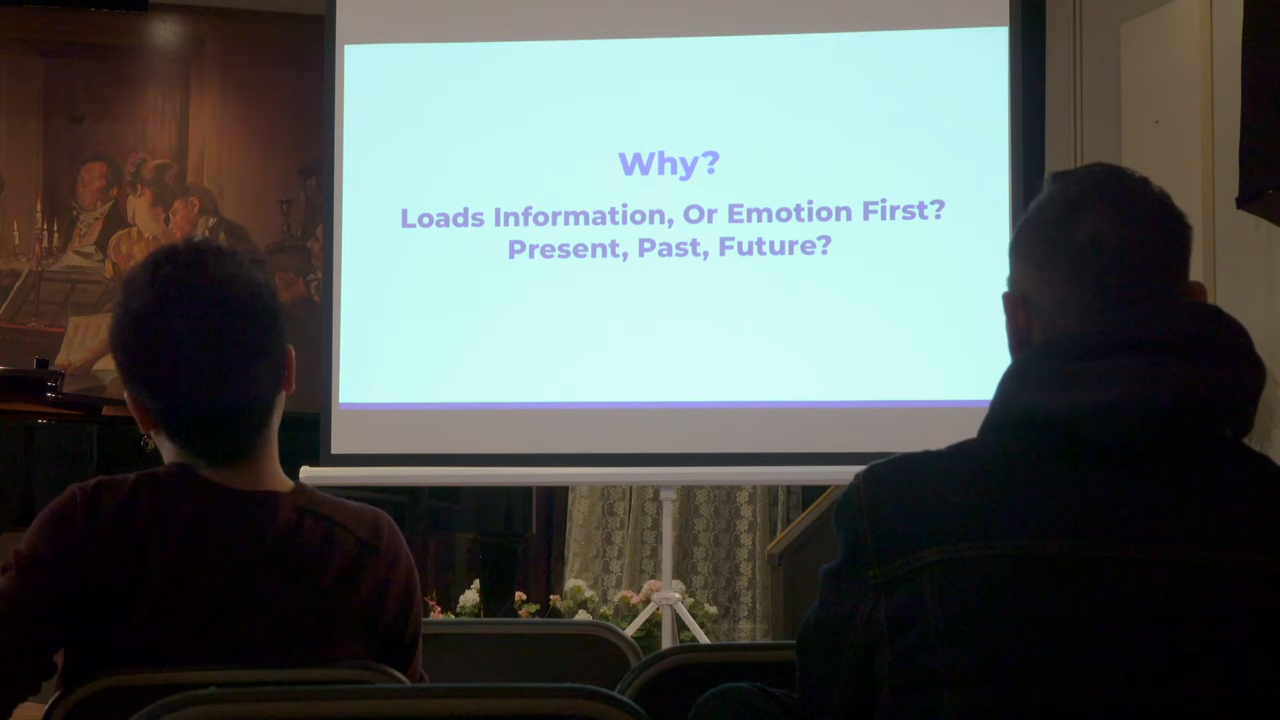 Why?
Loads Information, Or Emotion First?
Present, Past, Future?